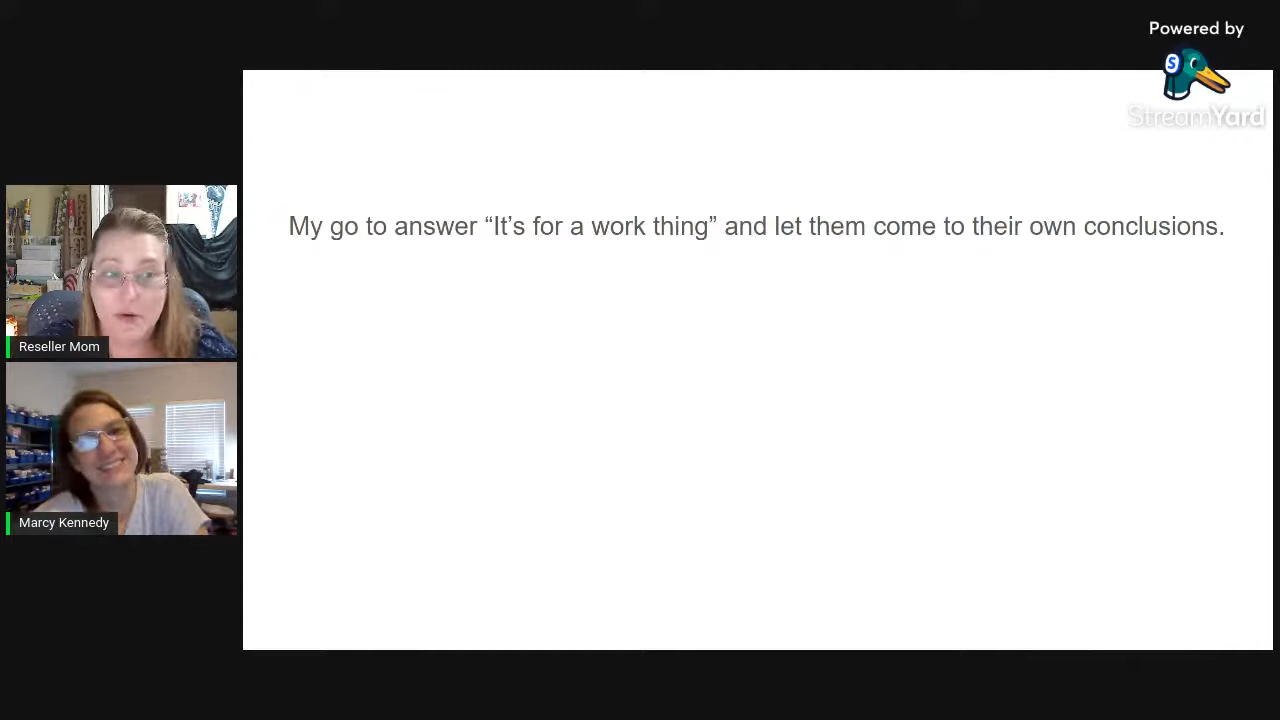 Powered by
StreamYard
My go to answer “It’s for a work thing” and let them come to their own conclusions.
Reseller Mom
Marcy Kennedy